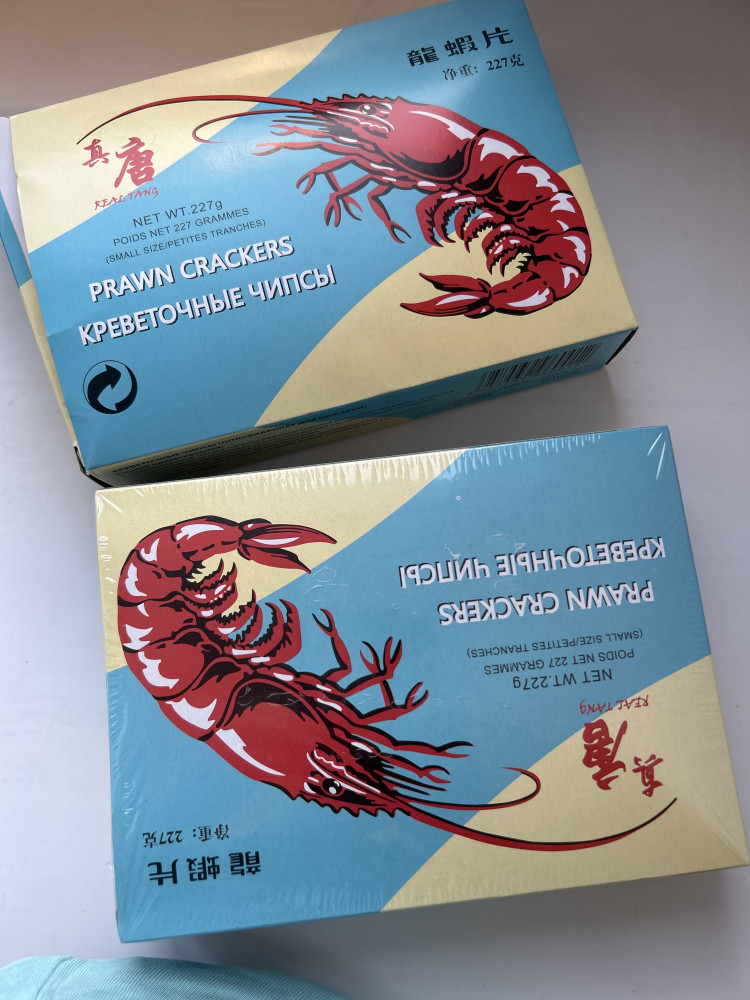 龍蝦片
净重：227克
真唐
REAL TANG
NET WT.227g
POIDS NET 227 GRAMMES
(SMALL SIZE/PETITES TRANCHES)
PRAWN CRACKERS
КРЕВЕТОЧНЫЕ ЧИПСЫ
КРЕВЕТОЧНЫЕ ЧИПСЫ
PRAWN CRACKERS
(SMALL SIZE/PETITES TRANCHES)
POIDS NET 227 GRAMMES
NET WT.227g
REAL TANG
真唐
净重：227克
龍蝦片